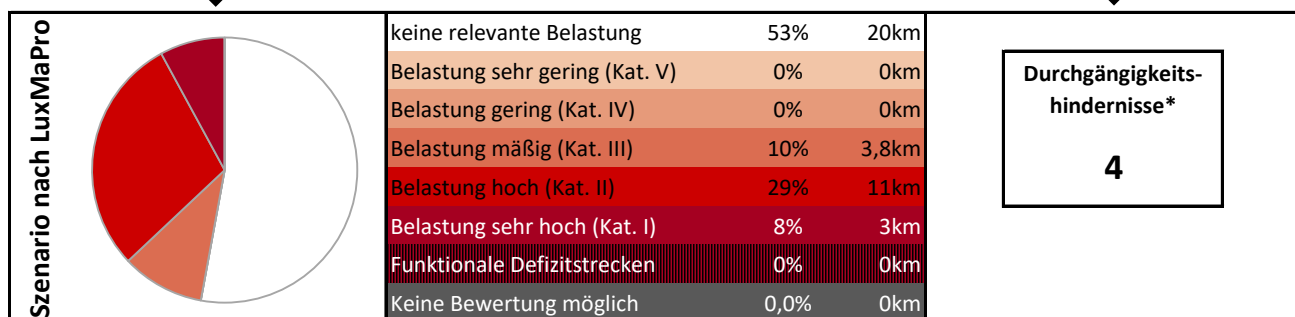 Szenario nach LuxMaPro
keine relevante Belastung 53% 20km
Belastung sehr gering (Kat. V) 0% 0km
Belastung gering (Kat. IV) 0% 0km
Belastung mäßig (Kat. III) 10% 3,8km
Belastung hoch (Kat. II) 29% 11km
Belastung sehr hoch (Kat. I) 8% 3km
Funktionale Defizitstrecken 0% 0km
Keine Bewertung möglich 0,0% 0km
Durchgängigkeits-
hindernisse*
4